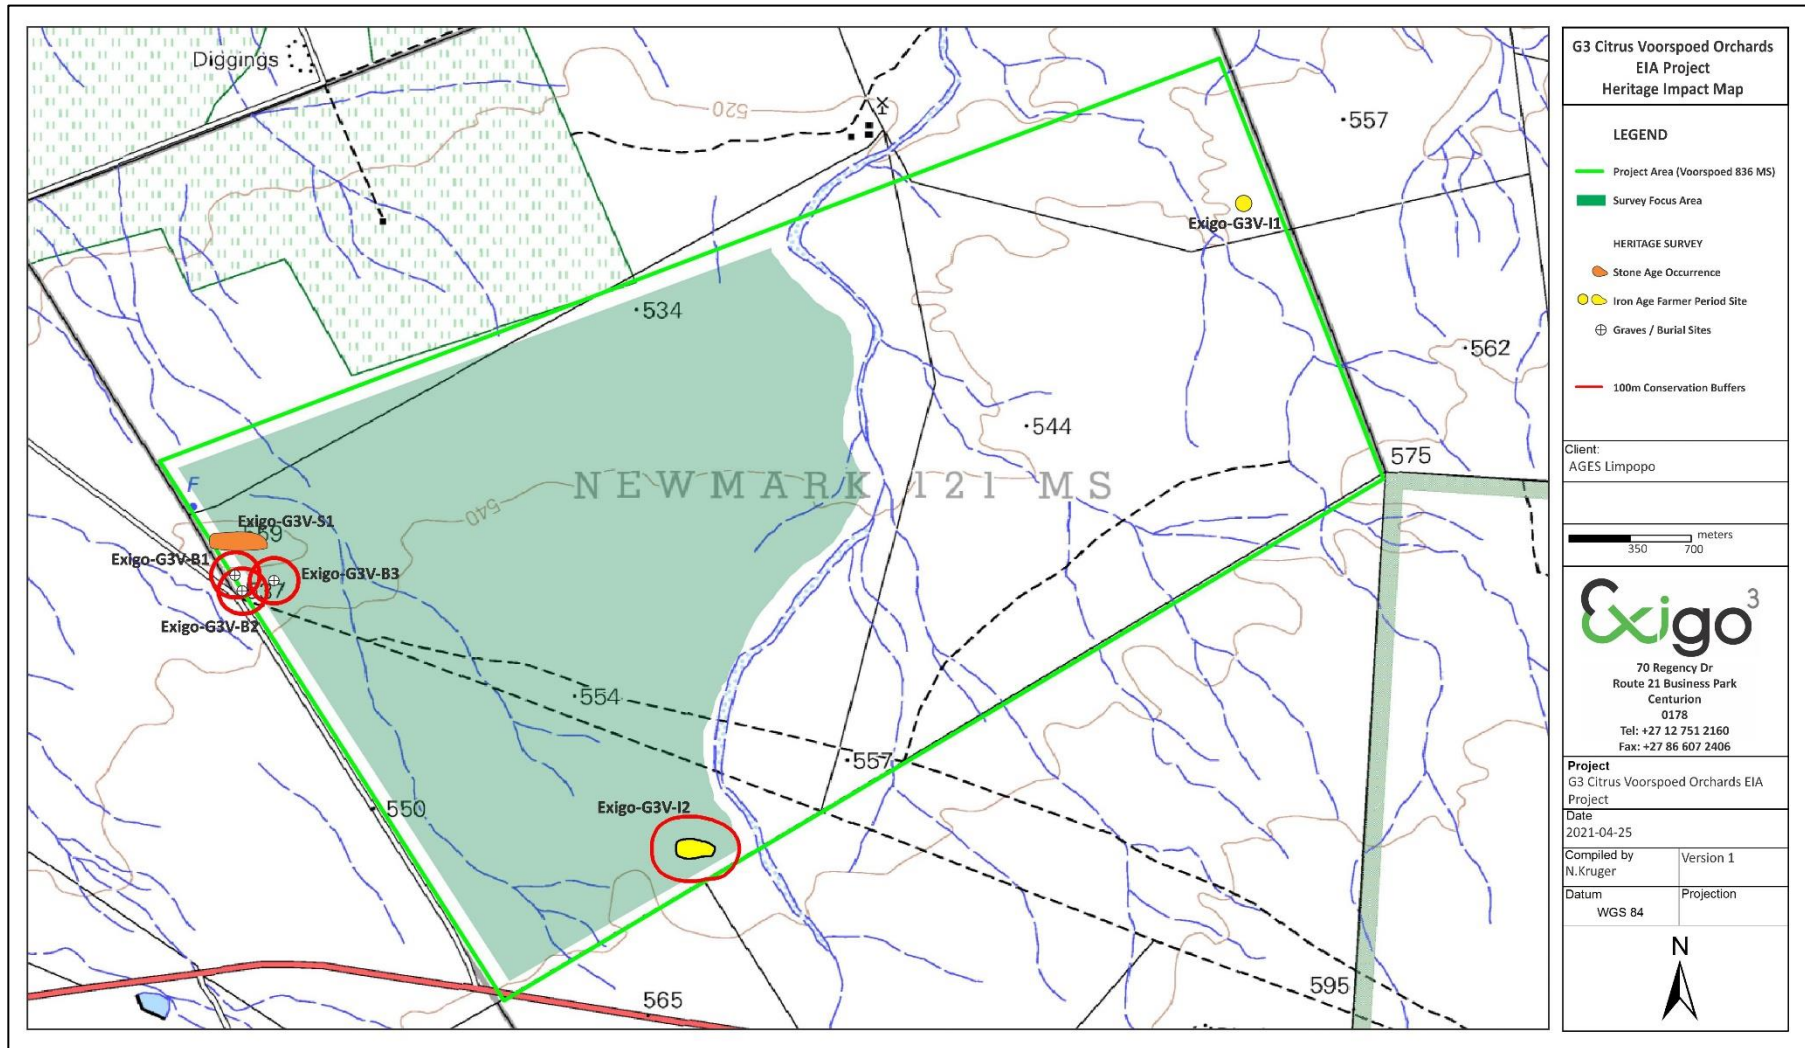 Diggings
520
557
Exigo-G3V-I1
534
562
544
575
NEWMARK 121 MS
F
540
Exigo-G3V-S1
559
Exigo-G3V-B1
Exigo-G3V-B3
537
Exigo-G3V-B2
554
557
550
Exigo-G3V-I2
595
565
G3 Citrus Voorspoed Orchards
EIA Project
Heritage Impact Map
LEGEND
Project Area (Voorspoed 836 MS)
Survey Focus Area
HERITAGE SURVEY
Stone Age Occurrence
Iron Age Farmer Period Site
Graves / Burial Sites
100m Conservation Buffers
Client:
AGES Limpopo
meters
350 700
Exigo3
70 Regency Dr
Route 21 Business Park
Centurion
0178
Tel: +27 12 751 2160
Fax: +27 86 607 2406
Project
G3 Citrus Voorspoed Orchards EIA
Project
Date
2021-04-25
Compiled by
N.Kruger
Version 1
Datum
WGS 84
Projection
N